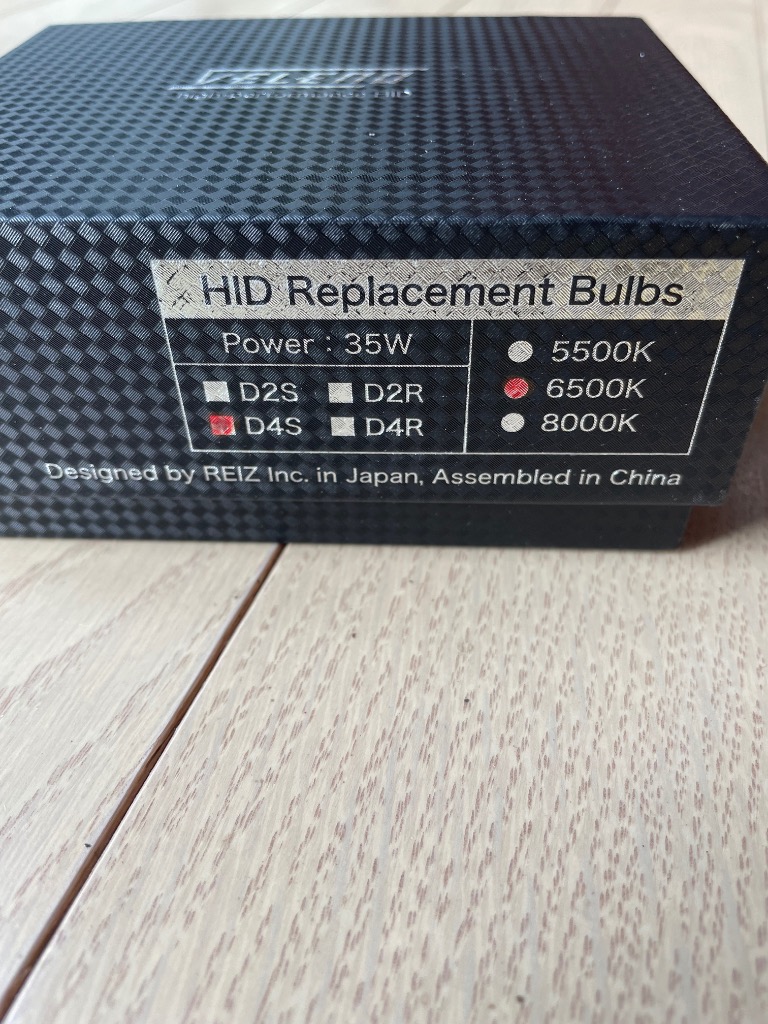 HID Replacement Bulbs
Power : 35W
D2S D2R
D4S D4R
5500K
6500K
8000K
Designed by REIZ Inc. in Japan, Assembled in China